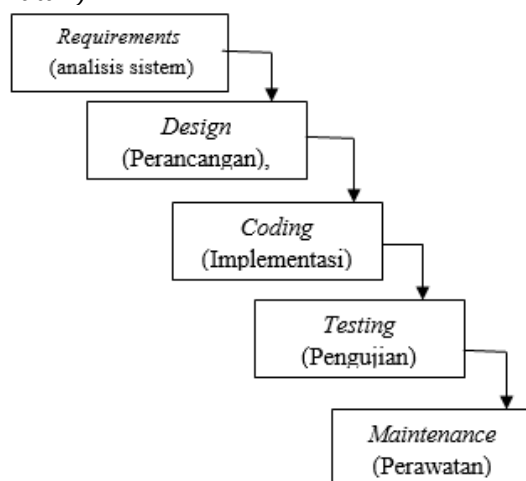 Requirements
(analisis sistem)
Design
(Perancangan),
Coding
(Implementasi)
Testing
(Pengujian)
Maintenance
(Perawatan)